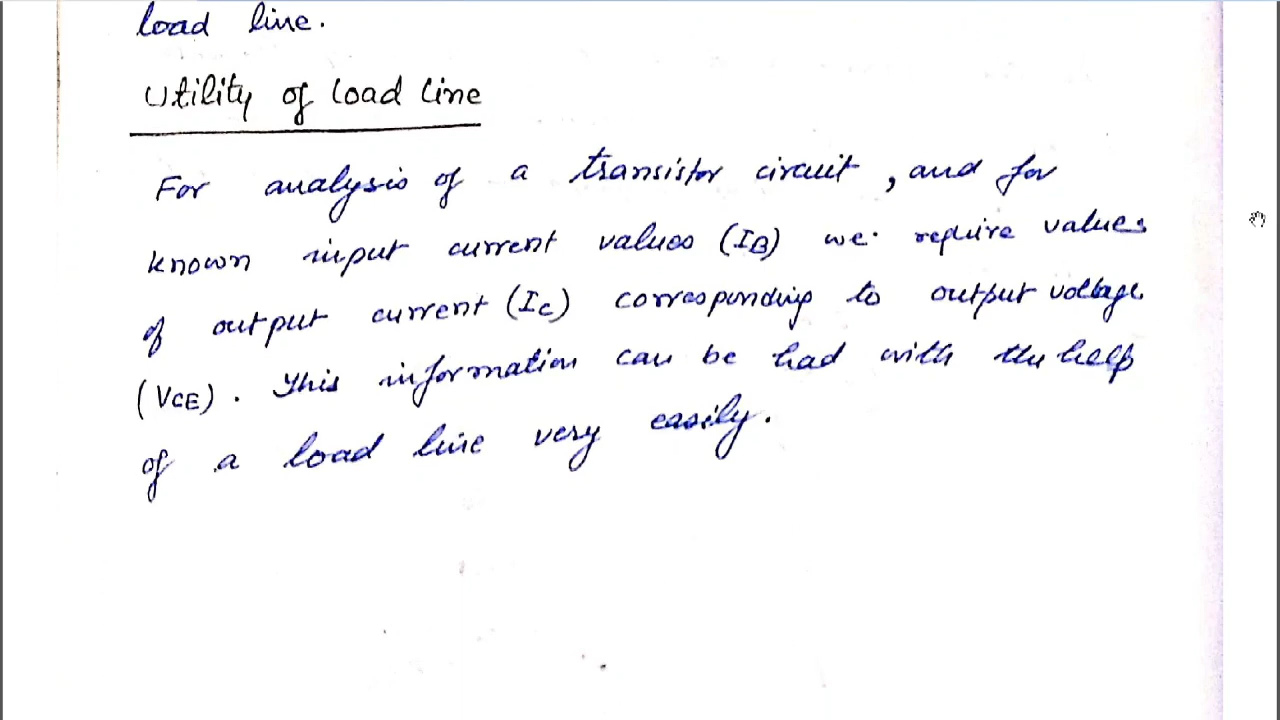 load line.
Utility of Load Line
For analysis of a transistor circuit, and for
known input current values (IB) we require values
of output current (Ic) corresponding to output voltage
(VCE). This information can be had with the help
of a load line very easily.